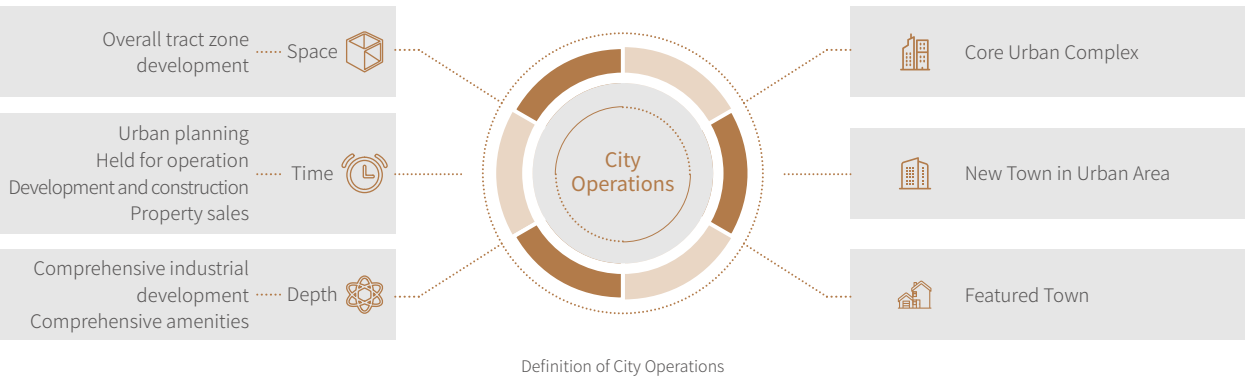 Overall tract zone
development
Space
Urban planning
Held for operation
Development and construction
Property sales
Time
Comprehensive industrial
development
Comprehensive amenities
Depth
City
Operations
Core Urban Complex
New Town in Urban Area
Featured Town
Definition of City Operations